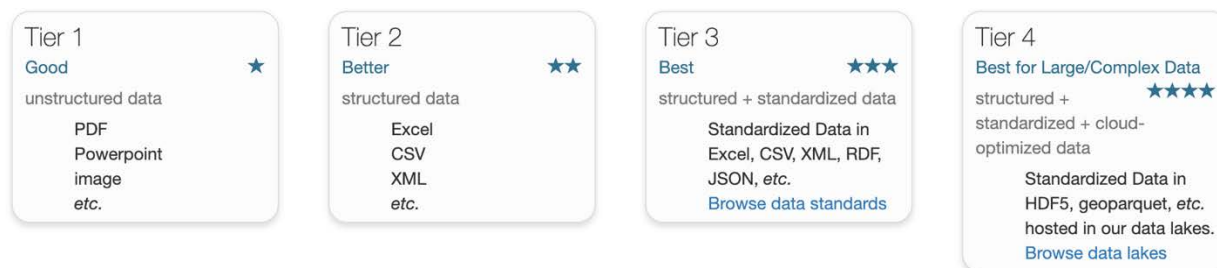 Tier 1
Good ★
unstructured data
PDF
Powerpoint
image
etc.
Tier 2
Better ★★
structured data
Excel
CSV
XML
etc.
Tier 3
Best ★★★
structured + standardized data
Standardized Data in
Excel, CSV, XML, RDF,
JSON, etc.
Browse data standards
Tier 4
Best for Large/Complex Data
★★★★
structured +
standardized + cloud-
optimized data
Standardized Data in
HDF5, geoparquet, etc.
hosted in our data lakes.
Browse data lakes